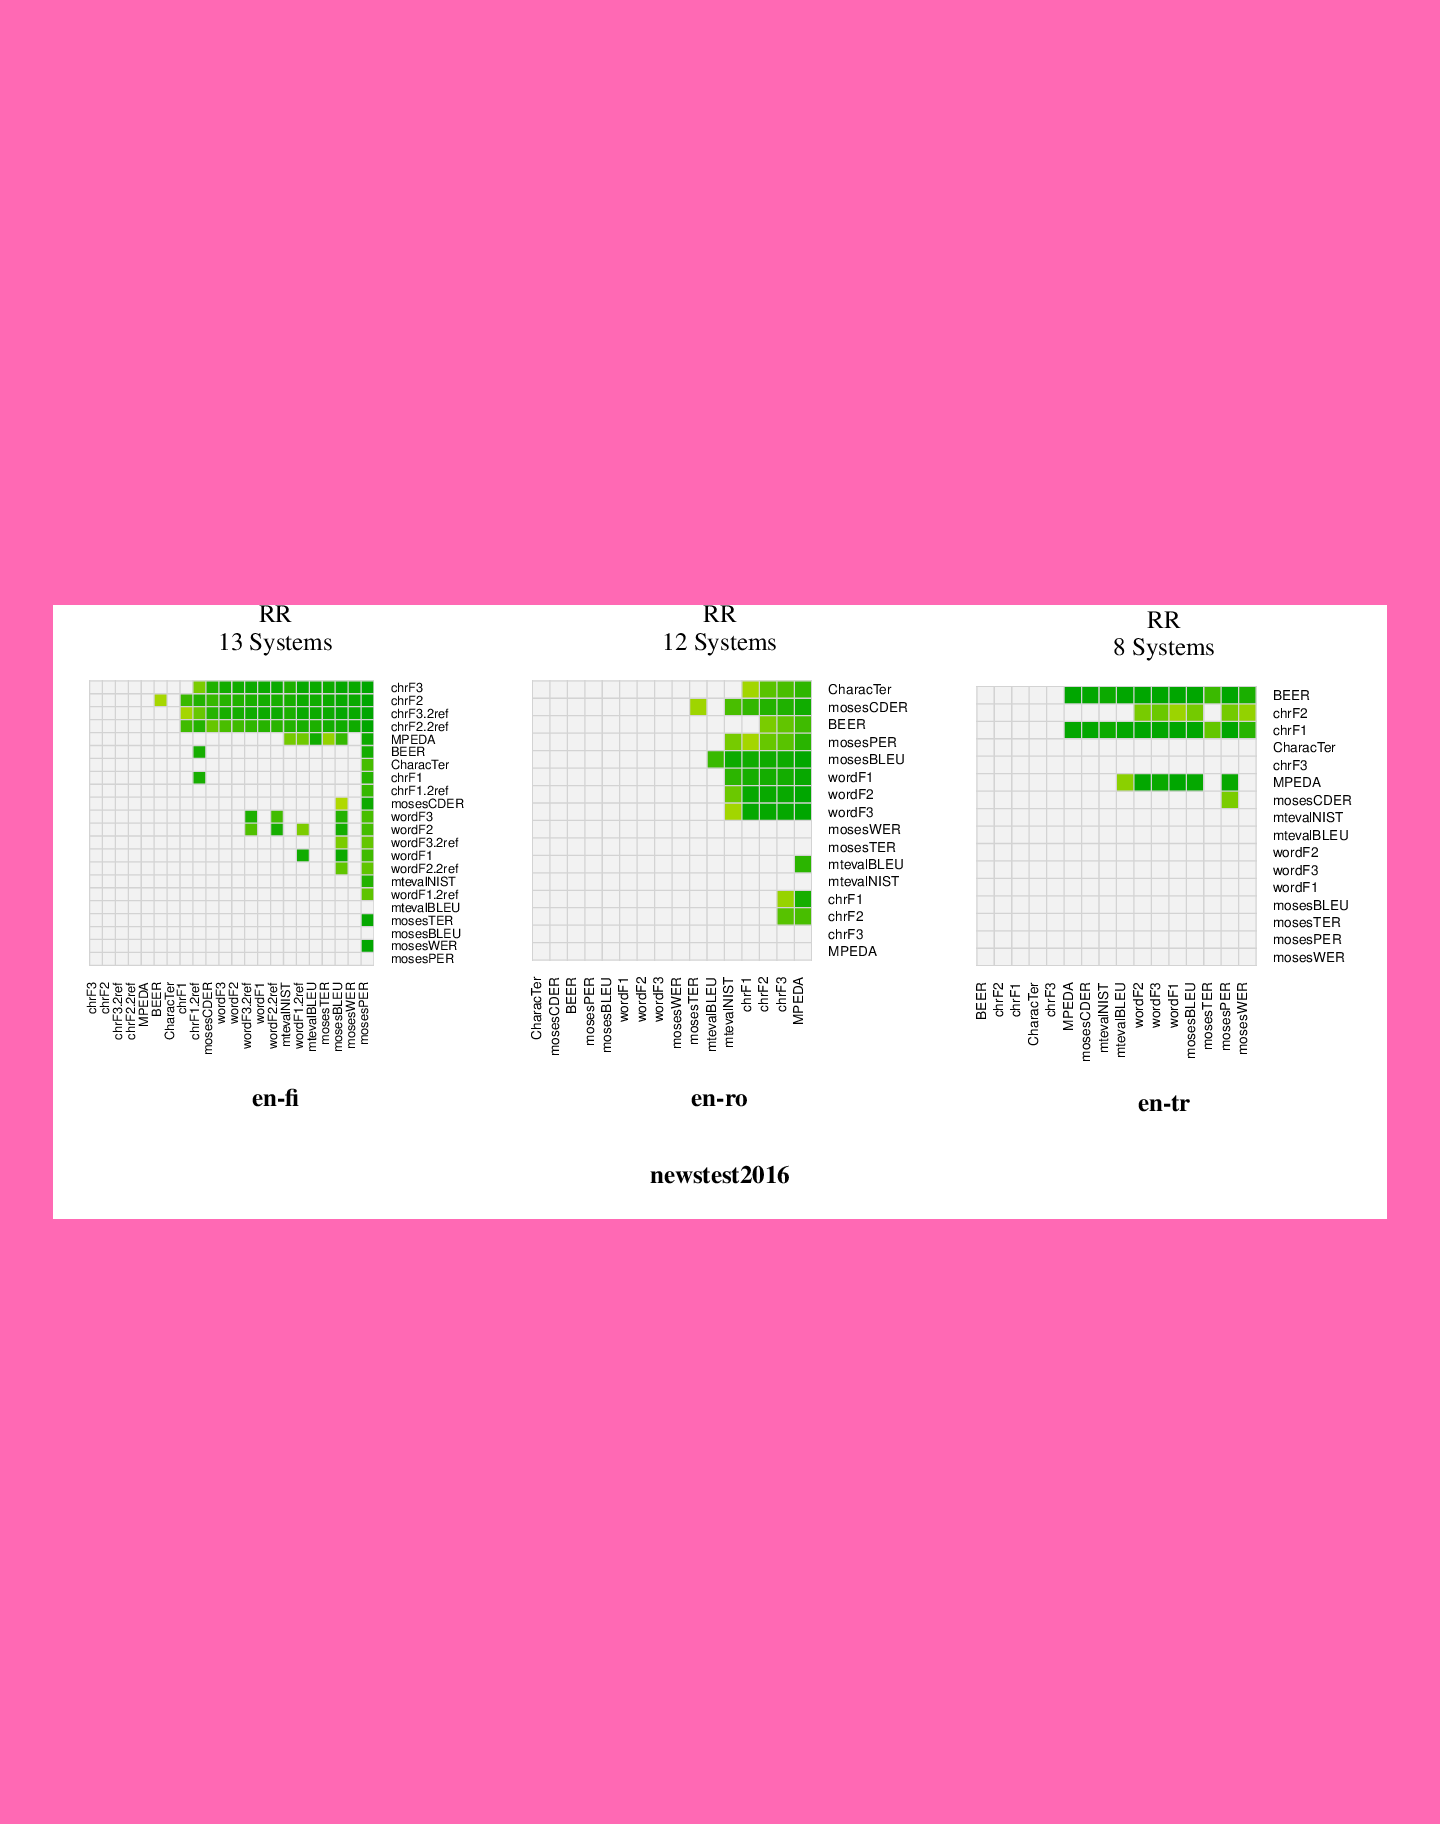 RR
13 Systems
chrF3
chrF2
chrF3.2ref
chrF2.2ref
MPEDA
BEER
CharacTer
chrF1
chrF1.2ref
mosesCDER
wordF3
wordF2
wordF3.2ref
wordF1
wordF2.2ref
mtevalNIST
wordF1.2ref
mtevalBLEU
mosesTER
mosesBLEU
mosesWER
mosesPER
chrF3
chrF2
chrF3.2ref
chrF2.2ref
MPEDA
BEER
CharacTer
chrF1
chrF1.2ref
mosesCDER
wordF3
wordF2
wordF3.2ref
wordF1
wordF2.2ref
mtevalNIST
wordF1.2ref
mtevalBLEU
mosesTER
mosesBLEU
mosesWER
mosesPER
en-fi
RR
12 Systems
CharacTer
mosesCDER
BEER
mosesPER
mosesBLEU
wordF1
wordF2
wordF3
mosesWER
mosesTER
mtevalBLEU
mtevalNIST
chrF1
chrF2
chrF3
MPEDA
CharacTer
mosesCDER
BEER
mosesPER
mosesBLEU
wordF1
wordF2
wordF3
mosesWER
mosesTER
mtevalBLEU
mtevalNIST
chrF1
chrF2
chrF3
MPEDA
en-ro
RR
8 Systems
BEER
chrF2
chrF1
CharacTer
chrF3
MPEDA
mosesCDER
mtevalNIST
mtevalBLEU
wordF2
wordF3
wordF1
mosesBLEU
mosesTER
mosesPER
mosesWER
BEER
chrF2
chrF1
CharacTer
chrF3
MPEDA
mosesCDER
mtevalNIST
mtevalBLEU
wordF2
wordF3
wordF1
mosesBLEU
mosesTER
mosesPER
mosesWER
en-tr
newstest2016